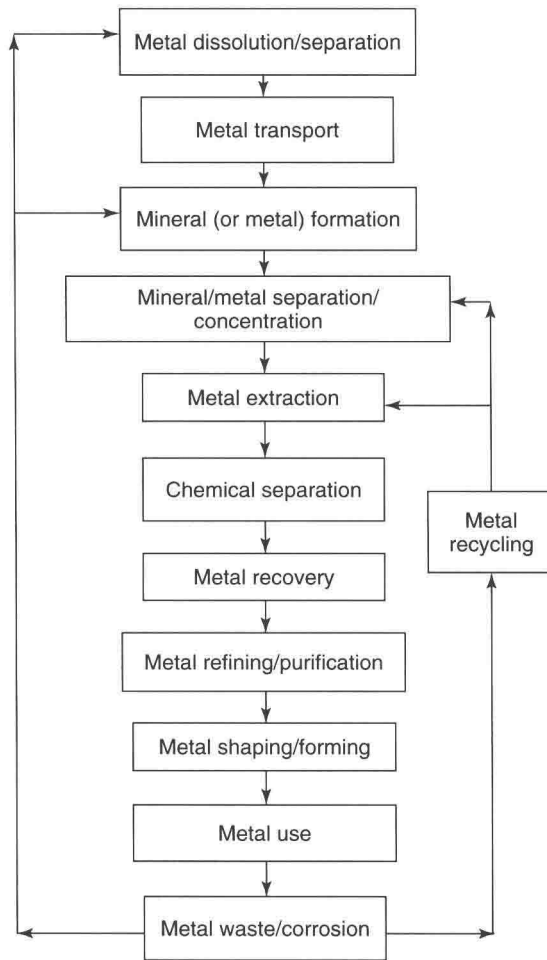 Metal dissolution/separation
Metal transport
Mineral (or metal) formation
Mineral/metal separation/
concentration
Metal extraction
Chemical separation
Metal
recycling
Metal recovery
Metal refining/purification
Metal shaping/forming
Metal use
Metal waste/corrosion